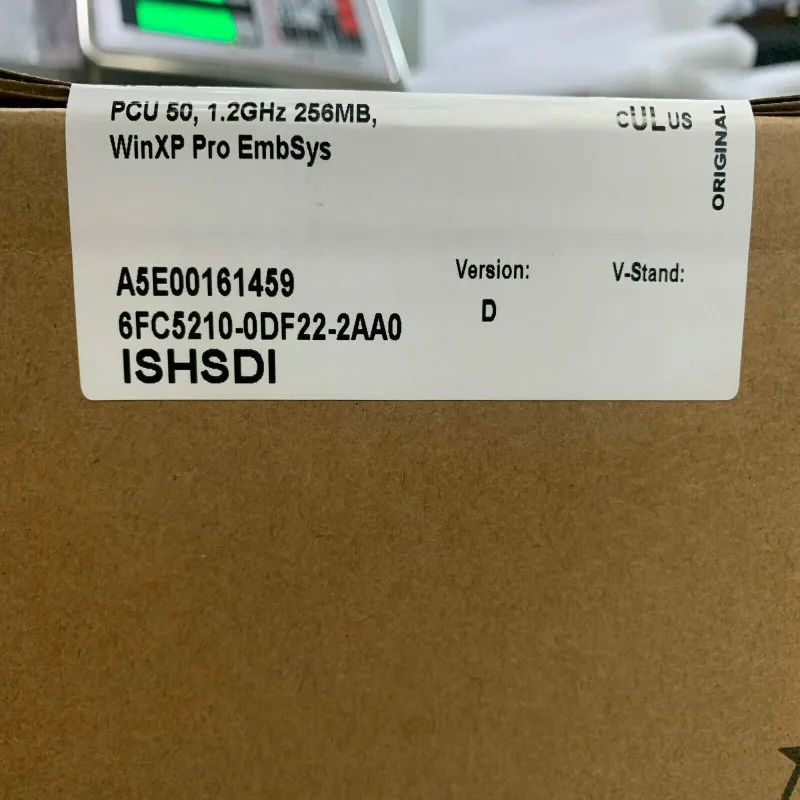 PCU 50, 1.2GHz 256MB,
WinXP Pro EmbSys
cULus
ORIGINAL
A5E00161459
6FC5210-0DF22-2AA0
ISHSDI
Version:
D
V-Stand: